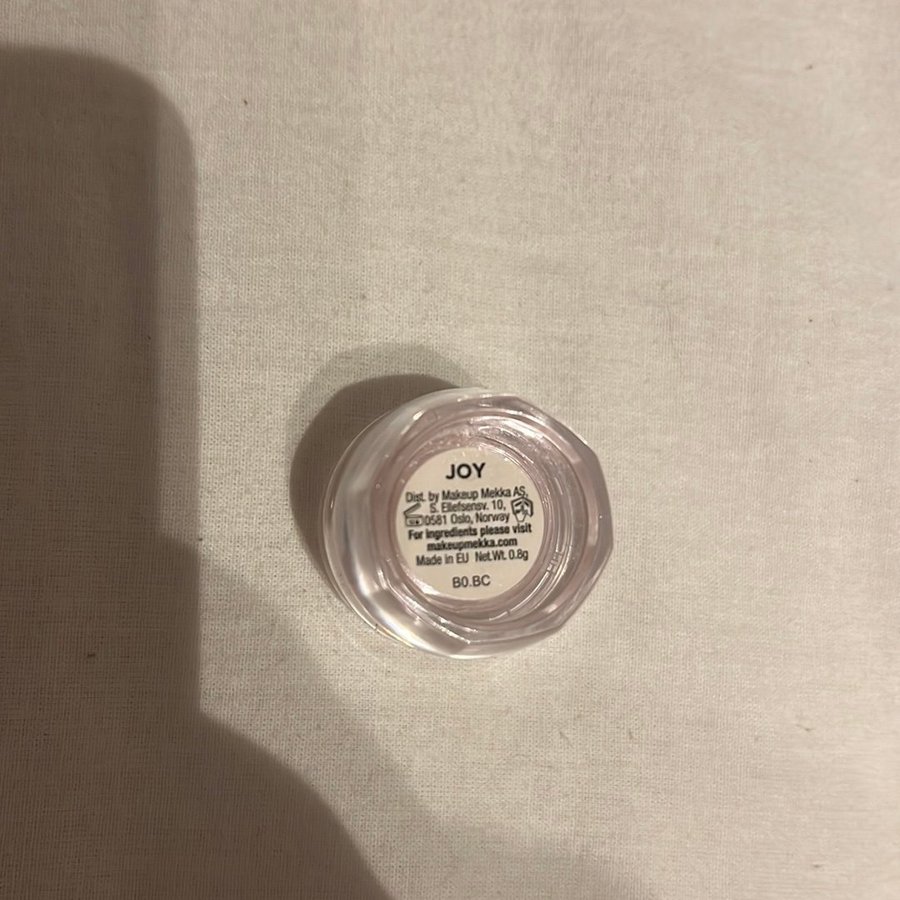 JOY
Dist. by Makeup Mekka AS,
S. Ellefsensv. 10,
0581 Oslo, Norway
For ingredients please visit
makeupmekka.com
Made in EU Net.Wt. 0.8g
B0.BC